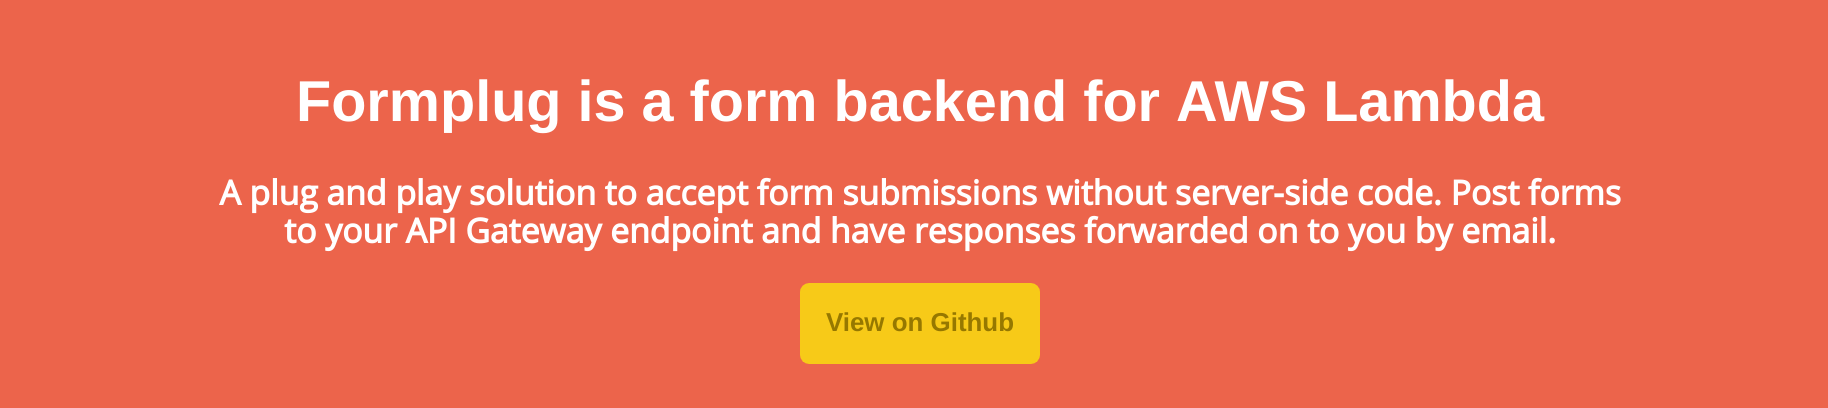 Formplug is a form backend for AWS Lambda
A plug and play solution to accept form submissions without server-side code. Post forms
to your API Gateway endpoint and have responses forwarded on to you by email.
View on Github